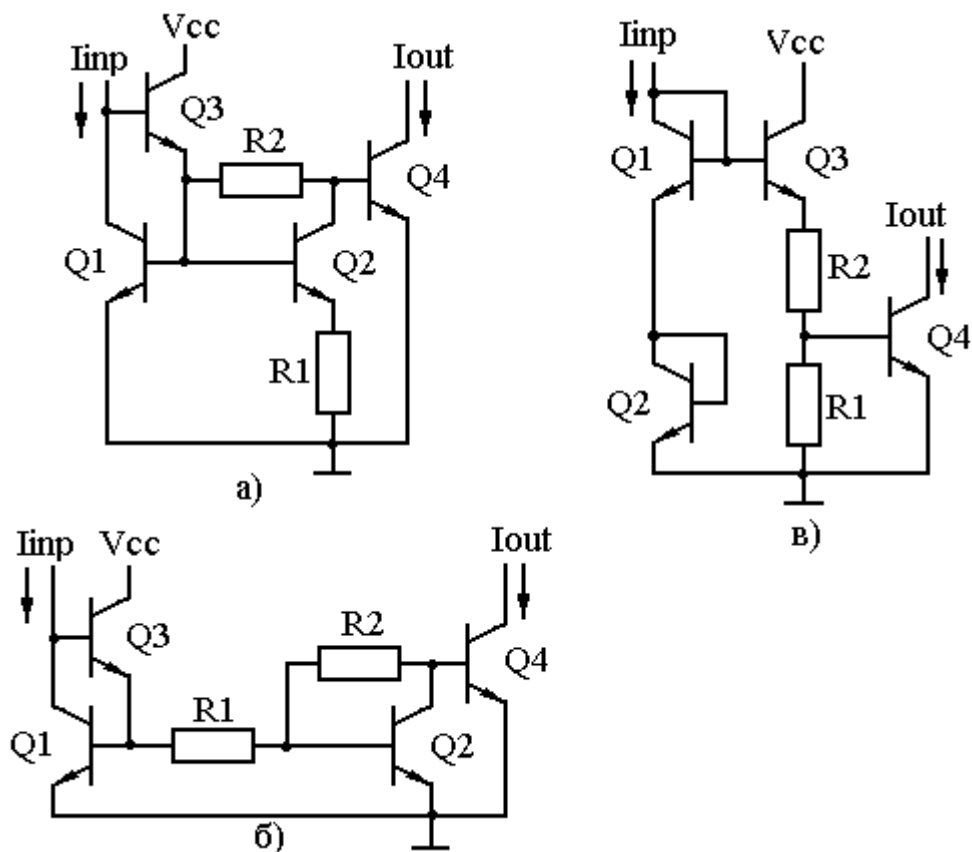 Vcc
Iinp
Q3
R2
Iout
Q4
Q1
Q2
R1
а)
Iinp
Vcc
Q1
Q3
Iout
R2
Q4
Q2
R1
в)
Iinp
Vcc
Iout
Q3
R2
Q4
R1
Q1
Q2
б)